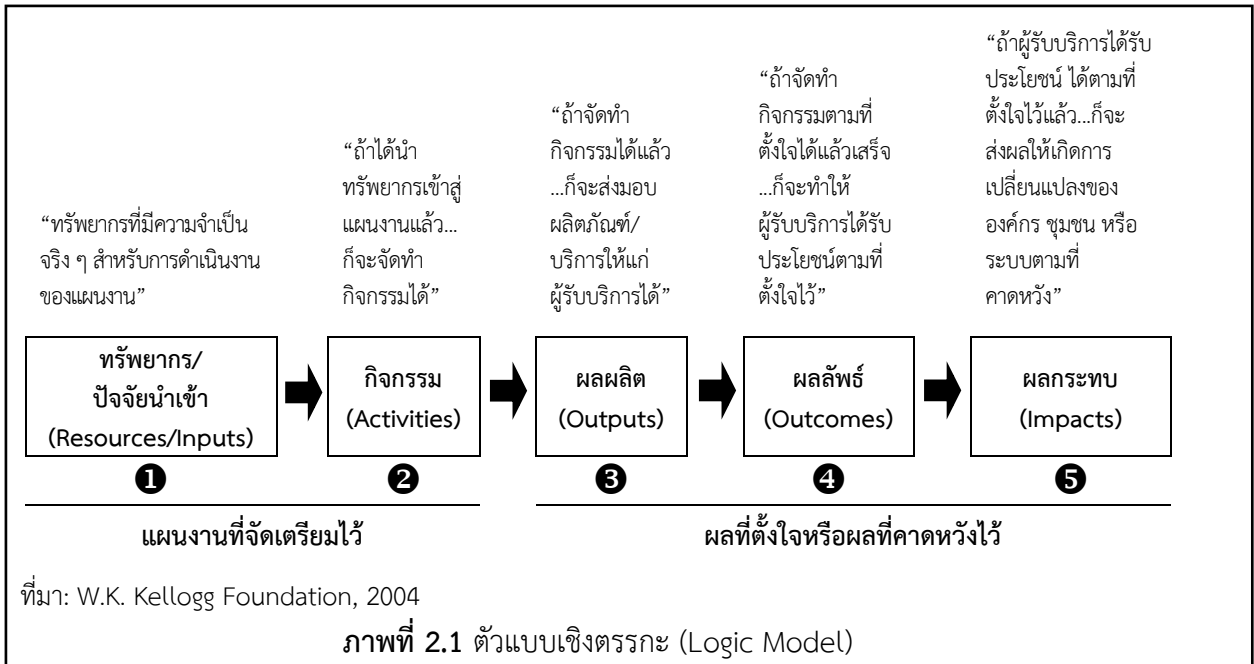 “ทรัพยากรที่มีความจำเป็น
จริง ๆ สำหรับการดำเนินงาน
ของแผนงาน”
“ถ้าได้นำ
ทรัพยากรเข้าสู่
แผนงานแล้ว...
ก็จะจัดทำ
กิจกรรมได้”
“ถ้าจัดทำ
กิจกรรมได้แล้ว
...ก็จะส่งมอบ
ผลิตภัณฑ์/
บริการให้แก่
ผู้รับบริการได้”
“ถ้าจัดทำ
กิจกรรมตามที่
ตั้งใจได้แล้วเสร็จ
...ก็จะทำให้
ผู้รับบริการได้รับ
ประโยชน์ตามที่
ตั้งใจไว้”
“ถ้าผู้รับบริการได้รับ
ประโยชน์ ได้ตามที่
ตั้งใจไว้แล้ว...ก็จะ
ส่งผลให้เกิดการ
เปลี่ยนแปลงของ
องค์กร ชุมชน หรือ
ระบบตามที่
คาดหวัง”
ทรัพยากร/
ปัจจัยนำเข้า
(Resources/Inputs)
กิจกรรม
(Activities)
ผลผลิต
(Outputs)
ผลลัพธ์
(Outcomes)
ผลกระทบ
(Impacts)
❶ ❷ ❸ ❹ ❺
แผนงานที่จัดเตรียมไว้
ผลที่ตั้งใจหรือผลที่คาดหวังไว้
ที่มา: W.K. Kellogg Foundation, 2004
ภาพที่ 2.1 ตัวแบบเชิงตรรกะ (Logic Model)